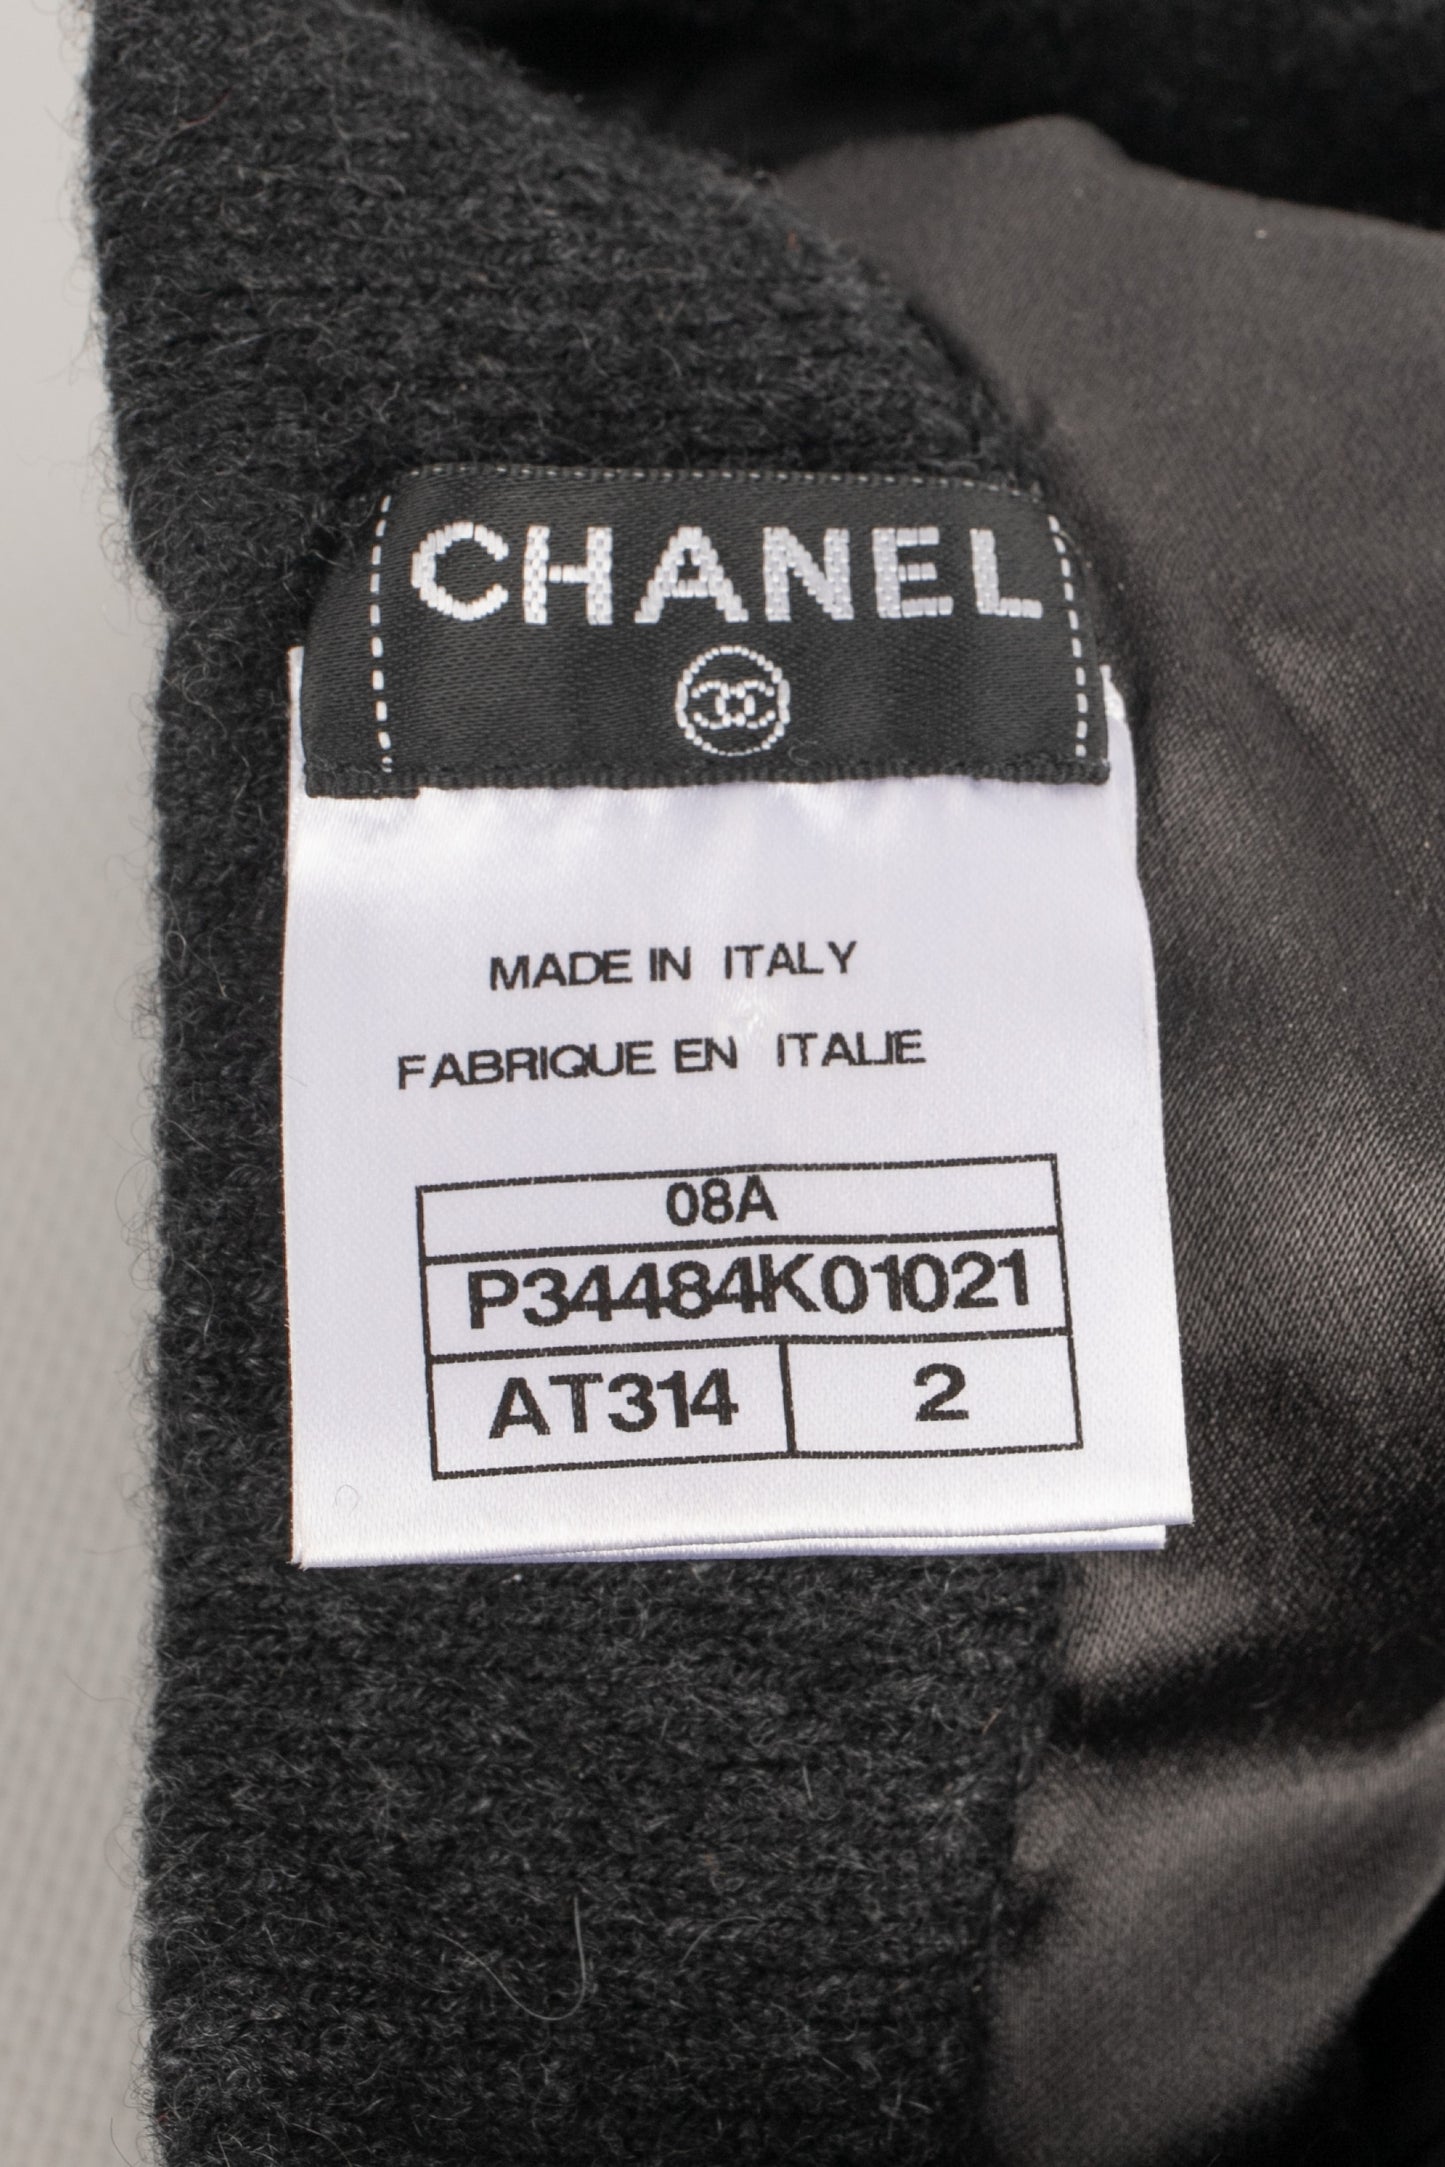 CHANEL
MADE IN ITALY
FABRIQUE EN ITALIE
08A
P34484K01021
AT314 2